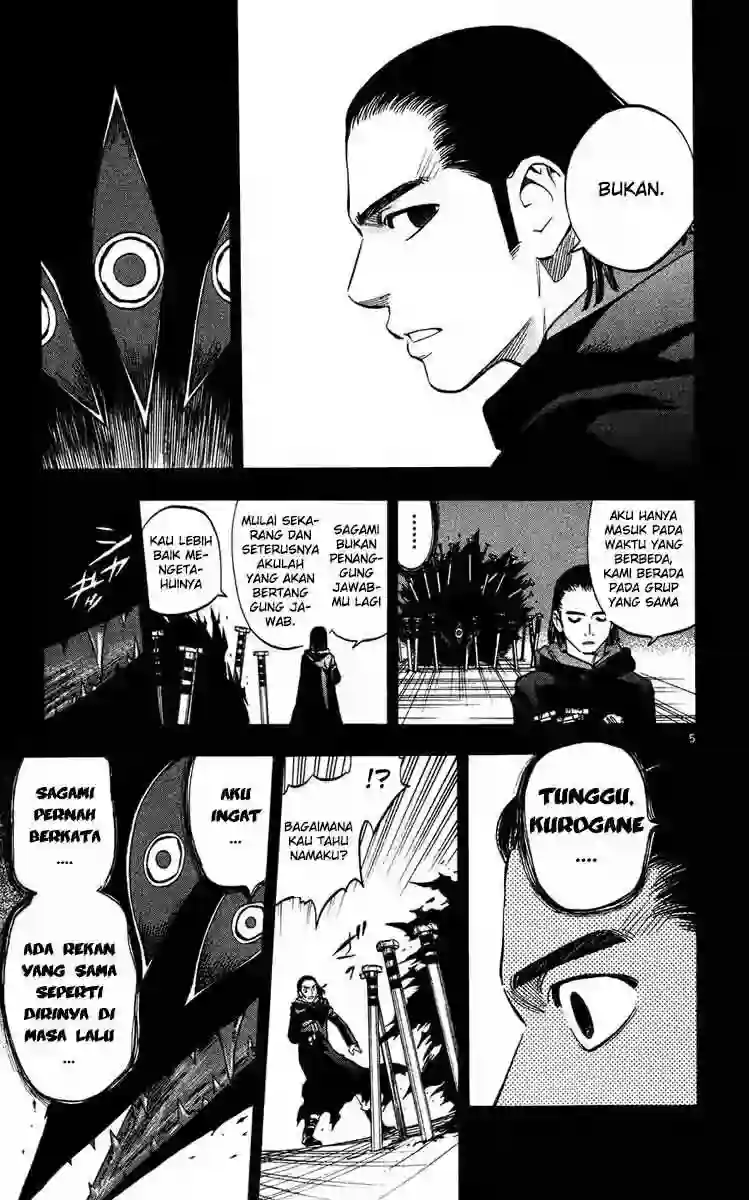 BUKAN.
AKU HANYA
MASUK PADA
WAKTU YANG
BERBEDA,
KAMI BERADA
PADA GRUP
YANG SAMA
........
SAGAMI
BUKAN
PENANG-
GUNG
JAWAB-
MU LAGI
MULAI SEKA-
RANG DAN
SETERUSNYA
AKULAH
YANG AKAN
BERTANG
GUNG JA-
WAB.
KAU LEBIH
BAIK ME-
NGETA-
HUINYA
5
TUNGGU,
KUROGANE
....
!?
BAGAIMANA
KAU TAHU
NAMAKU?
AKU
INGAT
...
SAGAMI
PERNAH
BERKATA
....
ADA REKAN
YANG SAMA
SEPERTI
DIRINYA DI
MASA LALU
...